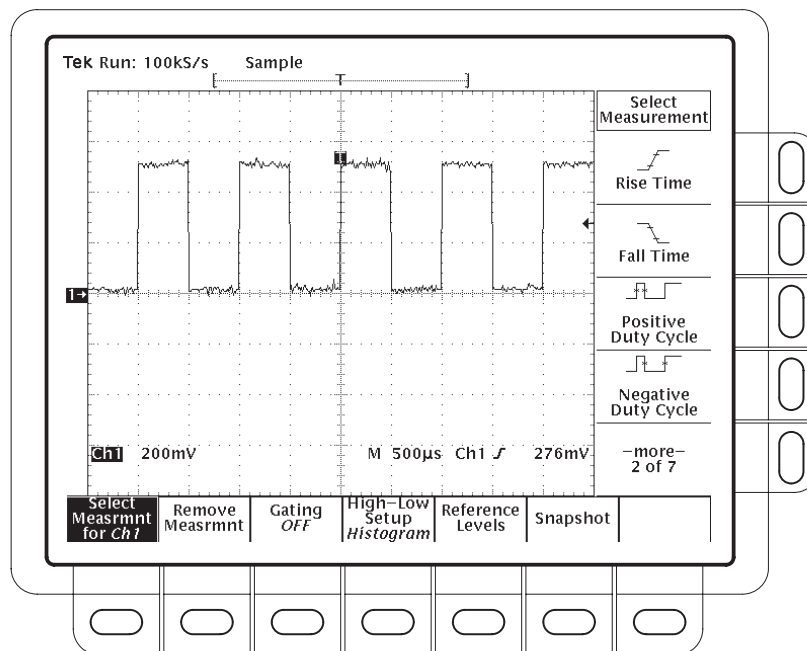 Tek Run: 100kS/s Sample
[ T ]
Select
Measurement
T
Rise Time
Fall Time
1→
Positive
Duty Cycle
Negative
Duty Cycle
Ch1 200mV M 500µs Ch1 276mV
–more–
2 of 7
Select
Measrmnt
for Ch1
Remove
Measrmnt
Gating
OFF
High–Low
Setup
Histogram
Reference
Levels
Snapshot